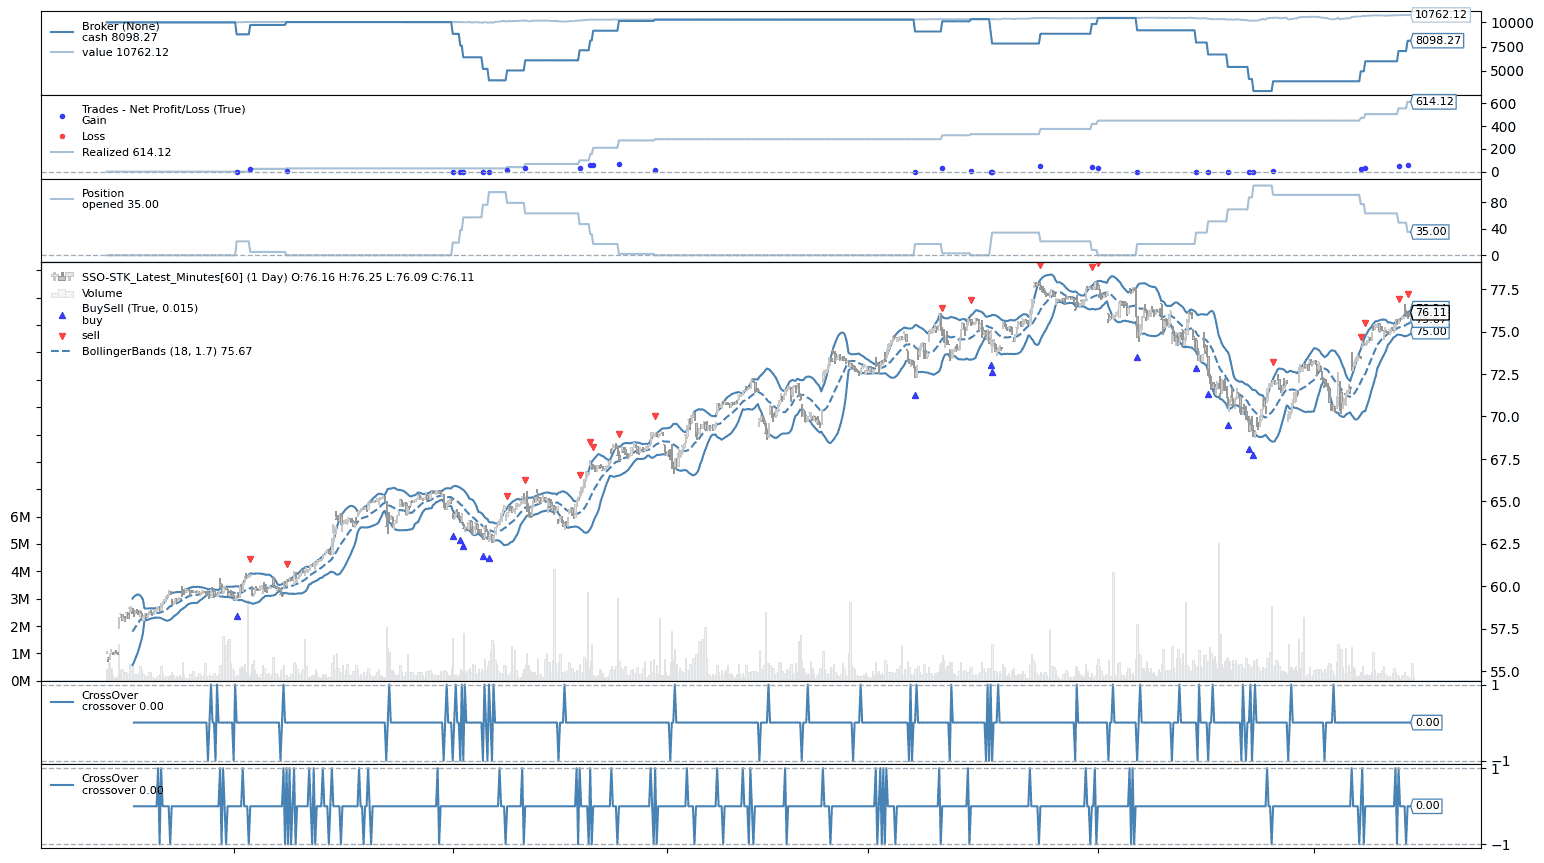 Broker (None)
cash 8098.27
value 10762.12
10762.12
10000
8098.27
7500
5000
Trades - Net Profit/Loss (True)
Gain
Loss
Realized 614.12
614.12
600
400
200
0
Position
opened 35.00
80
40
35.00
0
SSO-STK_Latest_Minutes[60] (1 Day) O:76.16 H:76.25 L:76.09 C:76.11
Volume
BuySell (True, 0.015)
buy
sell
BollingerBands (18, 1.7) 75.67
77.5
76.11
75.00
75.0
72.5
70.0
67.5
65.0
62.5
60.0
57.5
55.0
6M
5M
4M
3M
2M
1M
0M
CrossOver
crossover 0.00
1
0.00
−1
CrossOver
crossover 0.00
1
0.00
−1